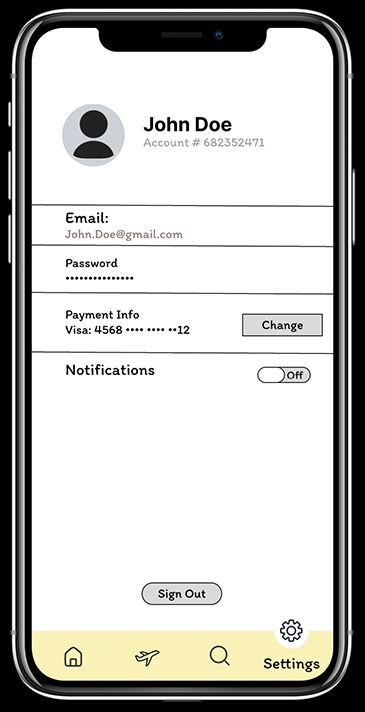 John Doe
Account # 682352471
Email:
John.Doe@gmail.com
Password
•••••••••••••••
Payment Info
Visa: 4568 •••• •••• ••12
Change
Notifications
Off
Sign Out
Settings